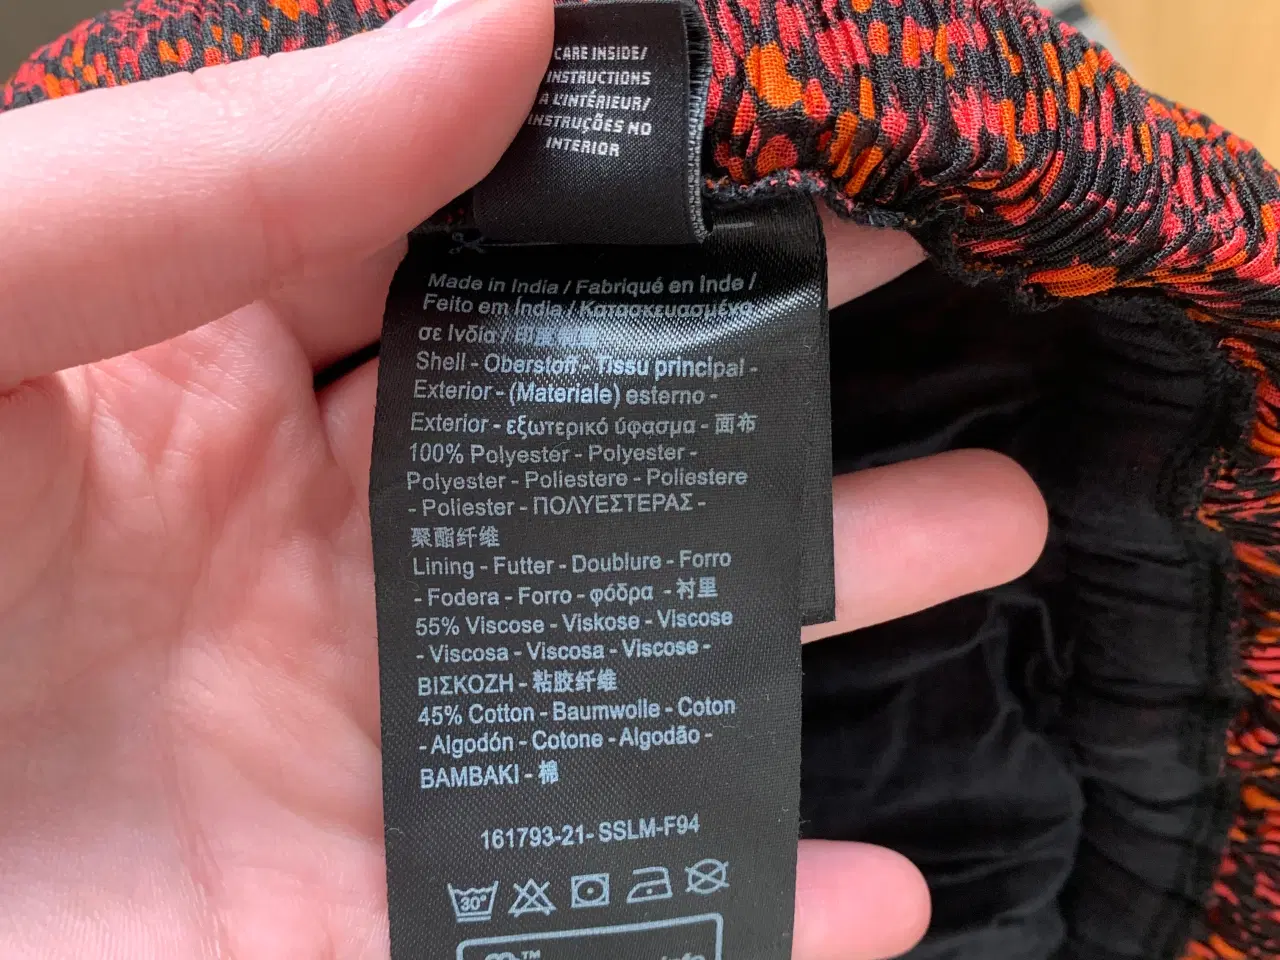 CARE INSIDE/
INSTRUCTIONS
A L'INTÉRIEUR/
INSTRUÇÕES NO
INTERIOR
Made in India / Fabriqué en Inde /
Feito em Índia / Κατασκευασμένα
σε Ινδία / 印度
Shell - Oberstoff - Tissu principal -
Exterior - (Materiale) esterno -
Exterior - εξωτερικό ύφασμα - 面布
100% Polyester - Polyester -
Polyester - Poliestere - Poliestere
- Poliester - ΠΟΛΥΕΣΤΕΡΑΣ -
聚酯纤维
Lining - Futter - Doublure - Forro
- Fodera - Forro - φόδρα - 衬里
55% Viscose - Viskose - Viscose
- Viscosa - Viscosa - Viscose -
ΒΙΣΚΟΖΗ - 粘胶纤维
45% Cotton - Baumwolle - Coton
- Algodón - Cotone - Algodão -
ΒΑΜΒΑΚΙ - 棉
161793-21- SSLM-F94
30°
TM